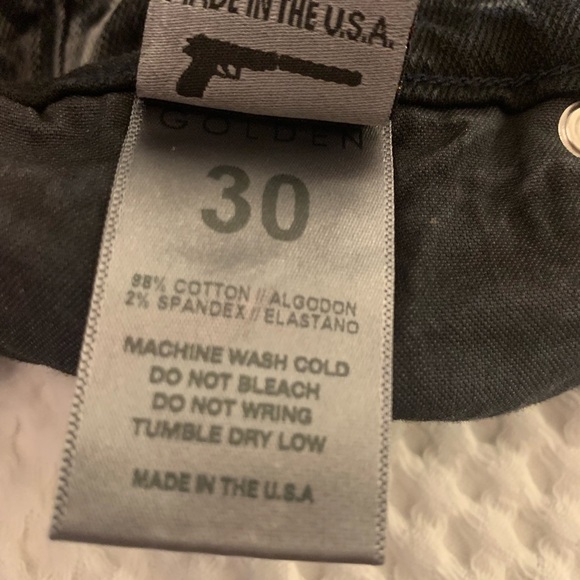 MADE IN THE U.S.A.
GOLDEN
30
98% COTTON // ALGODON
2% SPANDEX // ELASTANO
MACHINE WASH COLD
DO NOT BLEACH
DO NOT WRING
TUMBLE DRY LOW
MADE IN THE U.S.A